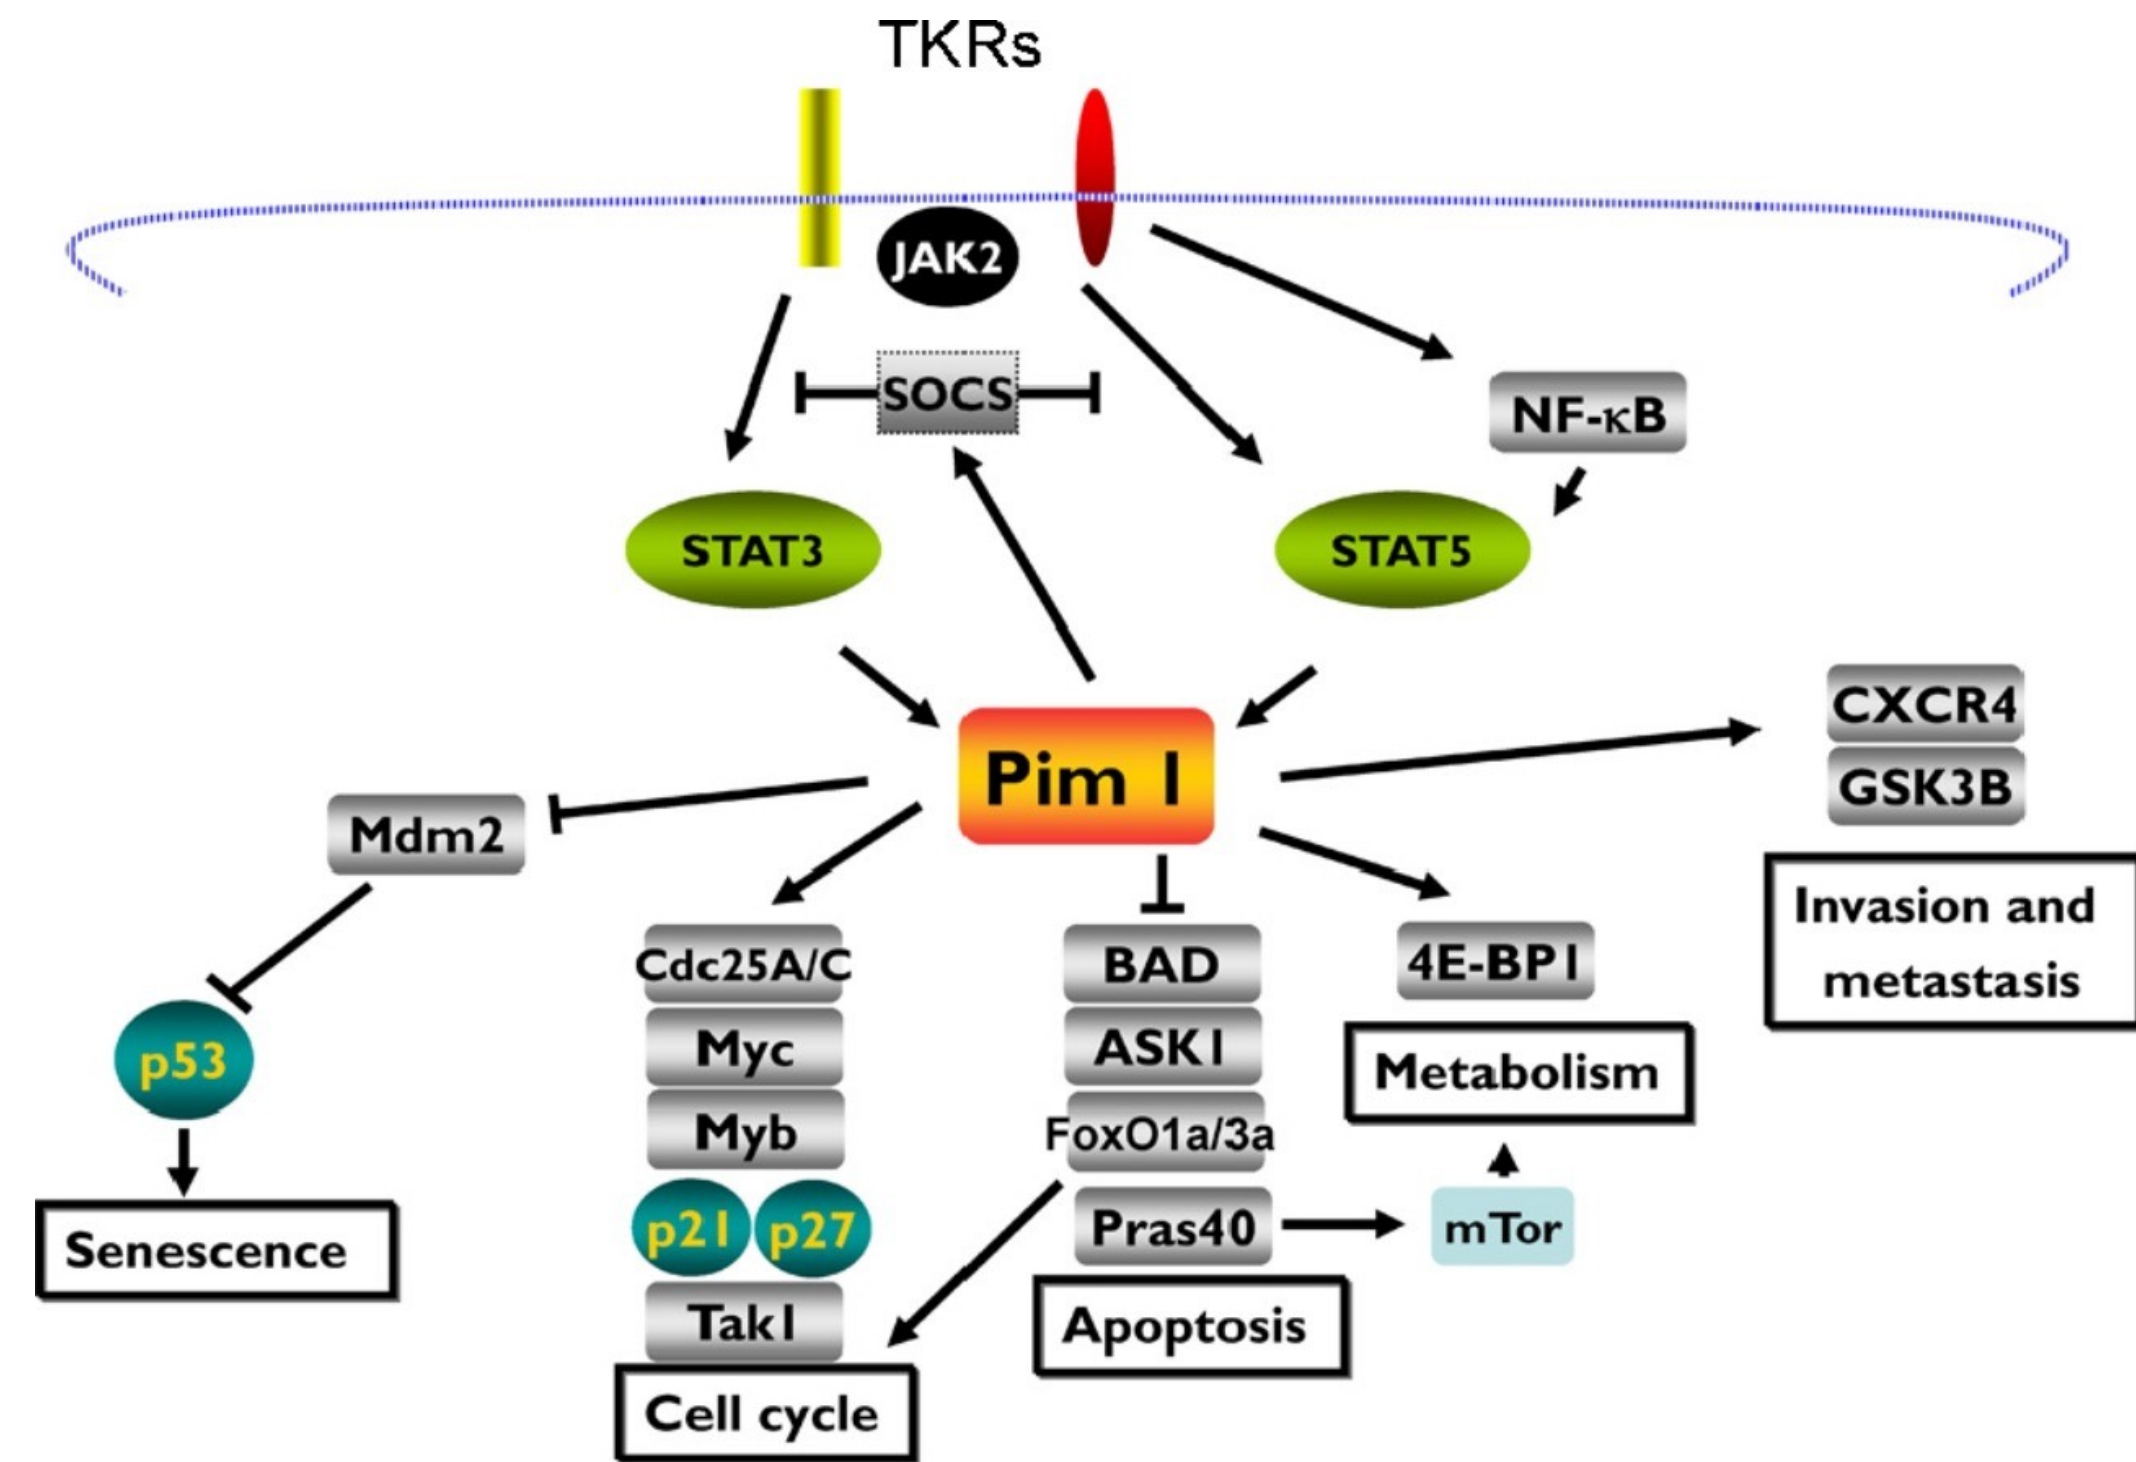 TKRs
JAK2
SOCS
NF-κB
STAT3
STAT5
Pim 1
CXCR4
GSK3B
Mdm2
Invasion and
metastasis
Cdc25A/C
BAD
4E-BP1
Myc
ASK1
p53
Metabolism
Myb
FoxO1a/3a
p21
p27
Pras40
mTor
Senescence
Tak1
Apoptosis
Cell cycle